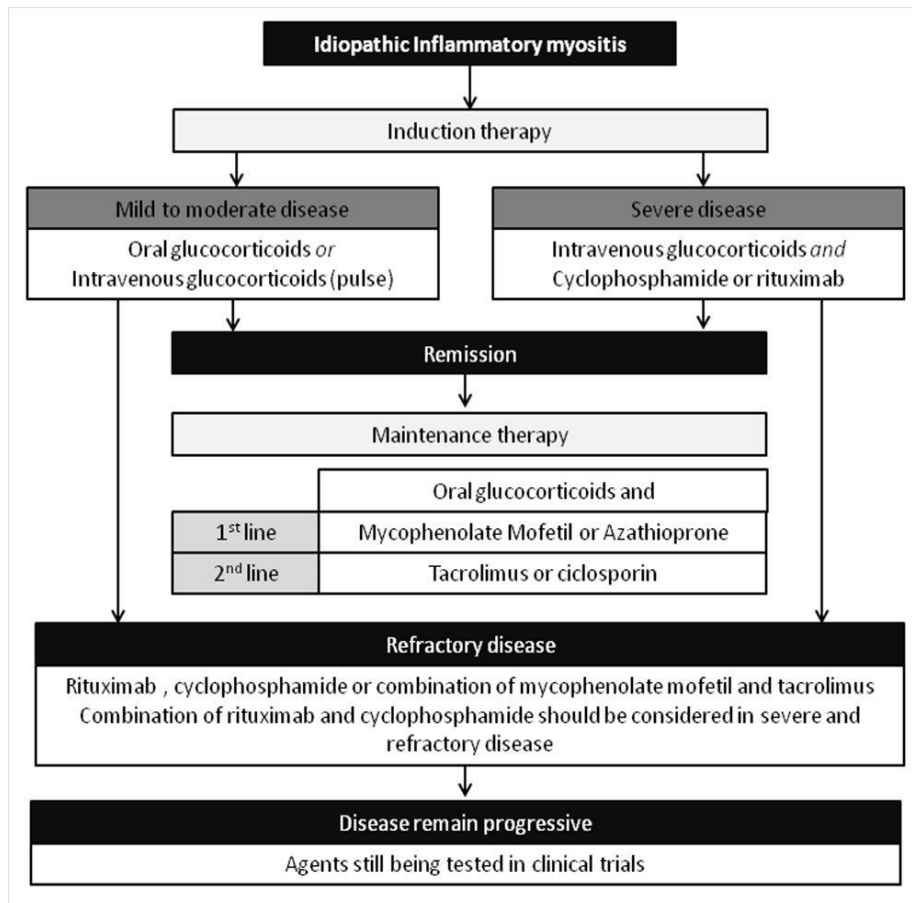 Idiopathic Inflammatory myositis
Induction therapy
Mild to moderate disease
Oral glucocorticoids or
Intravenous glucocorticoids (pulse)
Severe disease
Intravenous glucocorticoids and
Cyclophosphamide or rituximab
Remission
Maintenance therapy
Oral glucocorticoids and
1st line
Mycophenolate Mofetil or Azathioprone
2nd line
Tacrolimus or ciclosporin
Refractory disease
Rituximab , cyclophosphamide or combination of mycophenolate mofetil and tacrolimus
Combination of rituximab and cyclophosphamide should be considered in severe and
refractory disease
Disease remain progressive
Agents still being tested in clinical trials